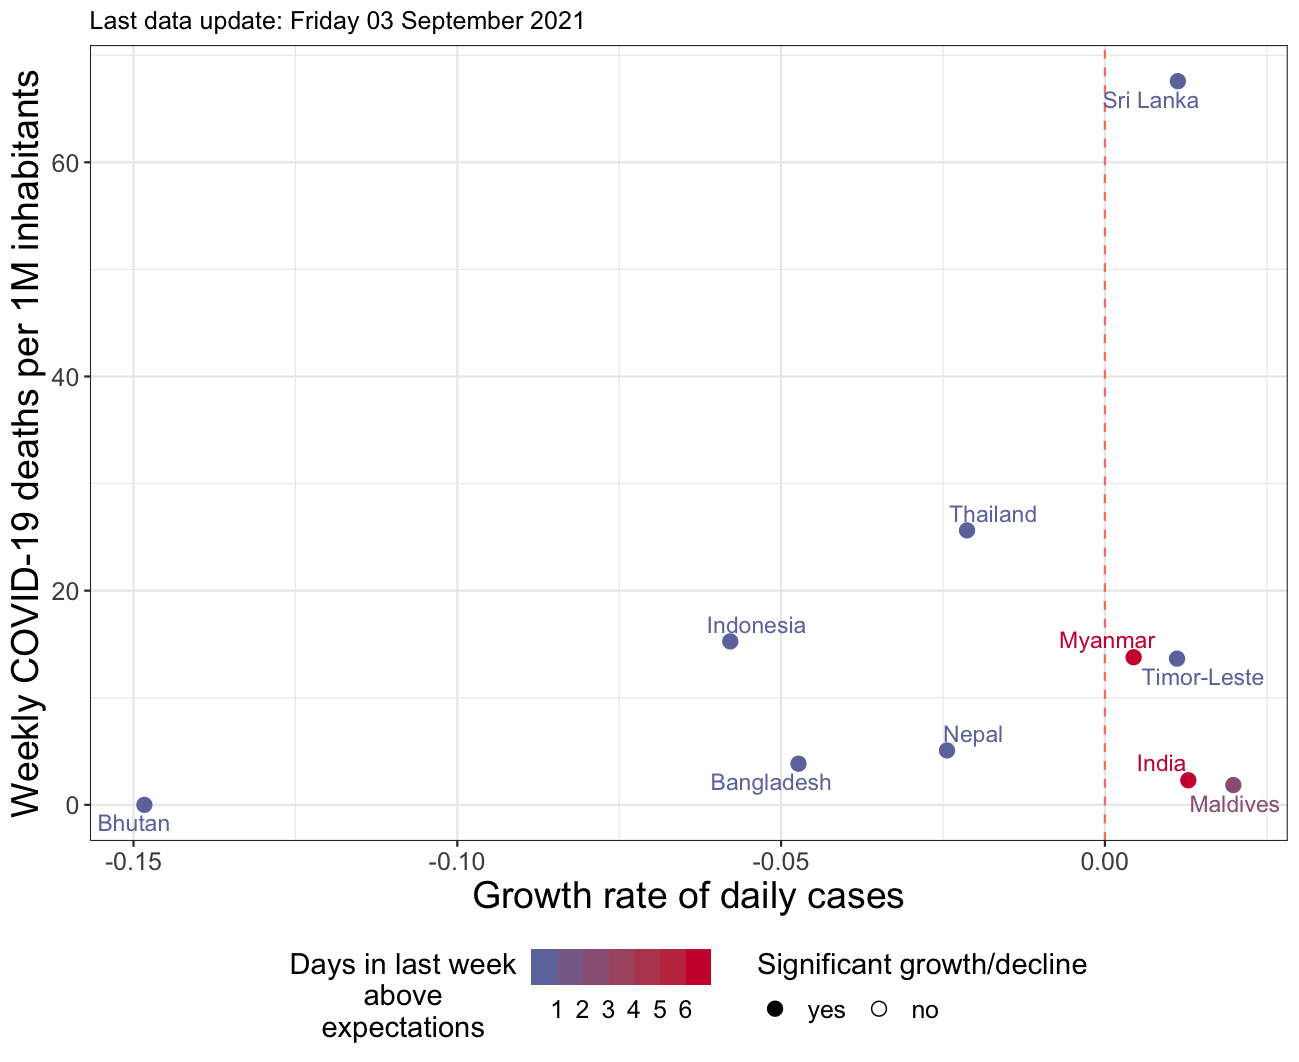 Last data update: Friday 03 September 2021
Weekly COVID-19 deaths per 1M inhabitants
60
40
20
0
Sri Lanka
Thailand
Indonesia
Myanmar
Timor-Leste
Nepal
India
Bangladesh
Maldives
Bhutan
-0.15
-0.10
-0.05
0.00
Growth rate of daily cases
Days in last week
above
expectations
1 2 3 4 5 6
Significant growth/decline
yes no